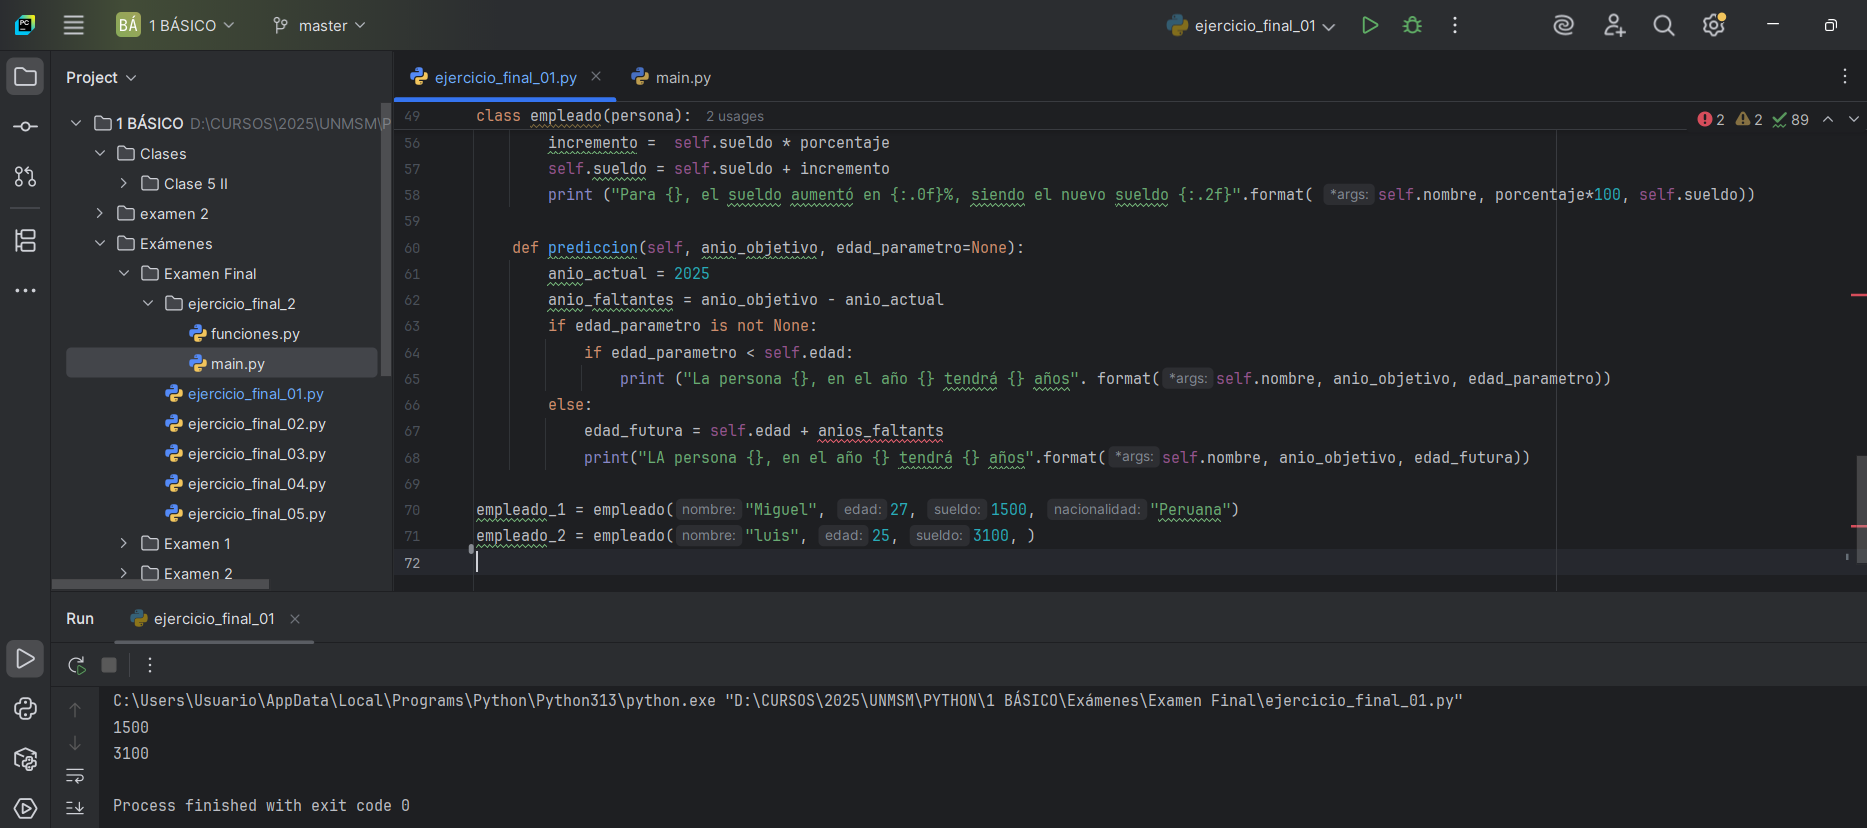 PC
BÁ 1 BÁSICO master ejercicio_final_01
Project
1 BÁSICO D:\CURSOS\2025\UNMSM\P
Clases
Clase 5 II
examen 2
Exámenes
Examen Final
ejercicio_final_2
funciones.py
main.py
ejercicio_final_01.py
ejercicio_final_02.py
ejercicio_final_03.py
ejercicio_final_04.py
ejercicio_final_05.py
Examen 1
Examen 2
ejercicio_final_01.py main.py
2 2 89
49 class empleado(persona): 2 usages
56 incremento =  self.sueldo * porcentaje
57 self.sueldo = self.sueldo + incremento
58 print ("Para {}, el sueldo aumentó en {:.0f}%, siendo el nuevo sueldo {:.2f}".format( *args: self.nombre, porcentaje*100, self.sueldo))
59
60 def prediccion(self, anio_objetivo, edad_parametro=None):
61 anio_actual = 2025
62 anio_faltantes = anio_objetivo - anio_actual
63 if edad_parametro is not None:
64 if edad_parametro < self.edad:
65 print ("La persona {}, en el año {} tendrá {} años". format( *args: self.nombre, anio_objetivo, edad_parametro))
66 else:
67 edad_futura = self.edad + anios_faltants
68 print("LA persona {}, en el año {} tendrá {} años".format( *args: self.nombre, anio_objetivo, edad_futura))
69
70 empleado_1 = empleado( nombre: "Miguel", edad: 27, sueldo: 1500, nacionalidad: "Peruana")
71 empleado_2 = empleado( nombre: "luis", edad: 25, sueldo: 3100, )
72
Run ejercicio_final_01
C:\Users\Usuario\AppData\Local\Programs\Python\Python313\python.exe "D:\CURSOS\2025\UNMSM\PYTHON\1 BÁSICO\Exámenes\Examen Final\ejercicio_final_01.py"
1500
3100
Process finished with exit code 0